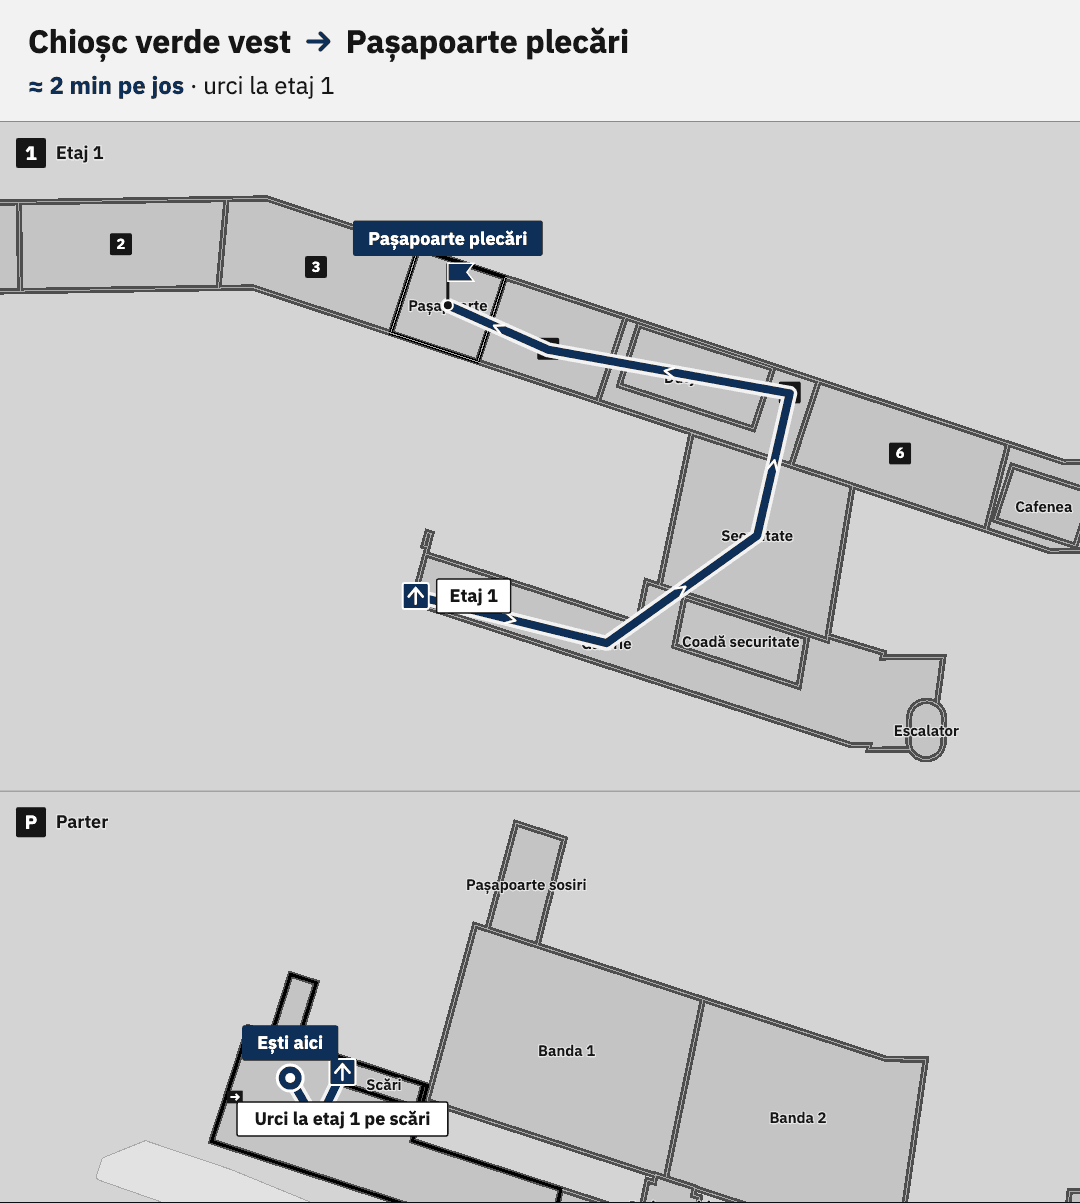 Chioșc verde vest → Pașapoarte plecări
≈ 2 min pe jos · urci la etaj 1
1 Etaj 1
Pașapoarte plecări
2
3
6
Cafenea
Securitate
Etaj 1
Coadă securitate
Escalator
P Parter
Pașapoarte sosiri
Banda 1
Ești aici
Scări
Urci la etaj 1 pe scări
Banda 2